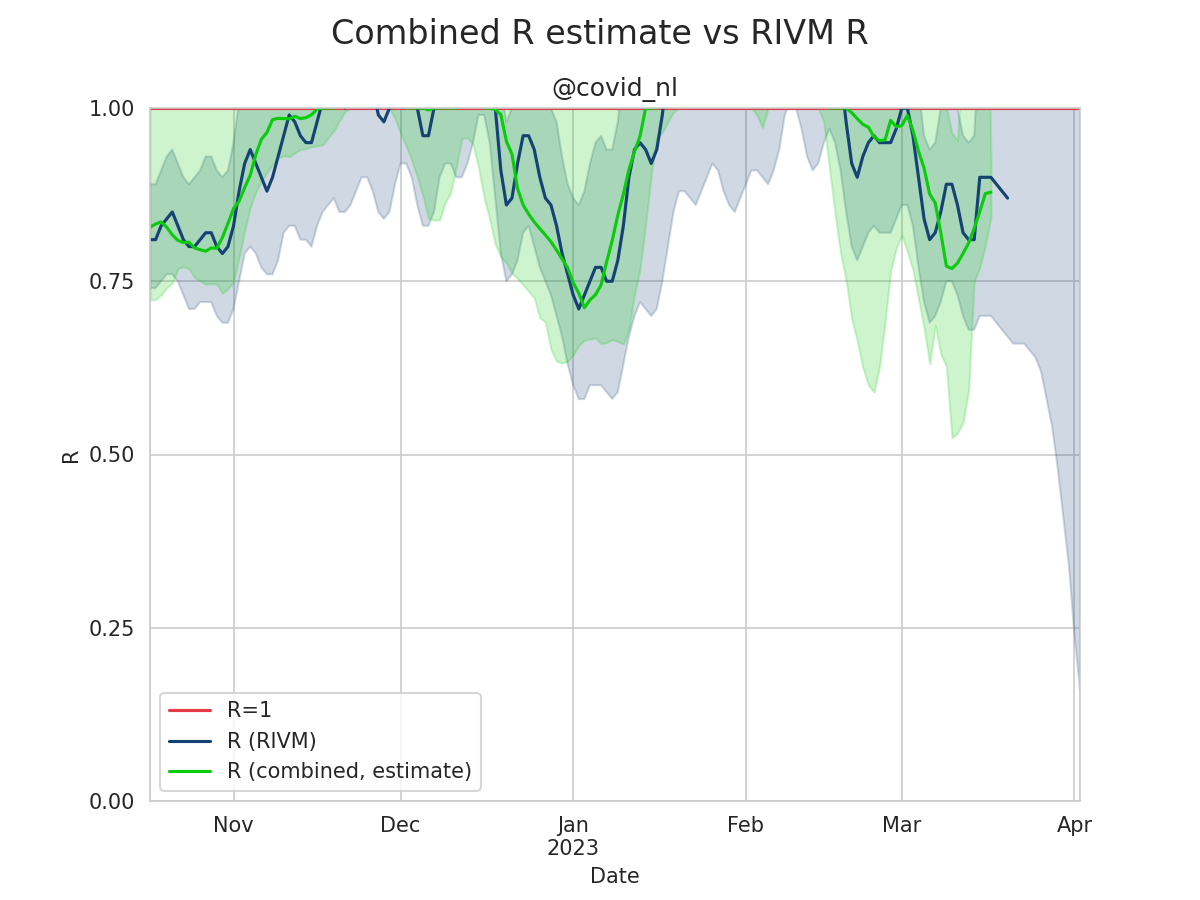 Combined R estimate vs RIVM R
@covid_nl
1.00
0.75
0.50
0.25
0.00
R
R=1
R (RIVM)
R (combined, estimate)
Nov Dec Jan Feb Mar Apr
2023
Date